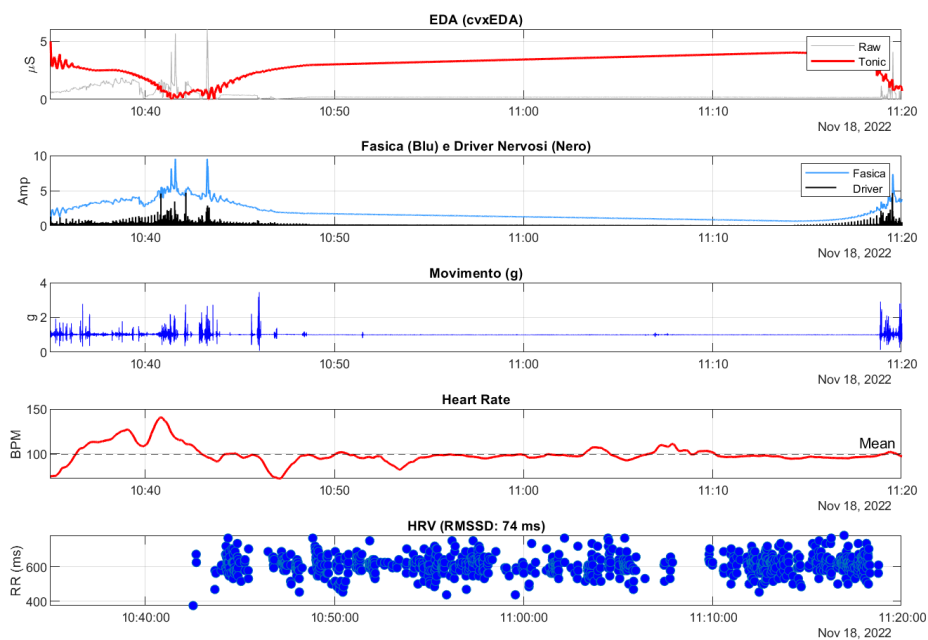 EDA (cvxEDA)
μS
5
0
Raw
Tonic
10:40
10:50
11:00
11:10
11:20
Nov 18, 2022
Fasica (Blu) e Driver Nervosi (Nero)
Amp
10
5
0
Fasica
Driver
10:40
10:50
11:00
11:10
11:20
Nov 18, 2022
Movimento (g)
g
4
2
0
10:40
10:50
11:00
11:10
11:20
Nov 18, 2022
Heart Rate
BPM
150
100
Mean
10:40
10:50
11:00
11:10
11:20
Nov 18, 2022
HRV (RMSSD: 74 ms)
RR (ms)
600
400
10:40:00
10:50:00
11:00:00
11:10:00
11:20:00
Nov 18, 2022